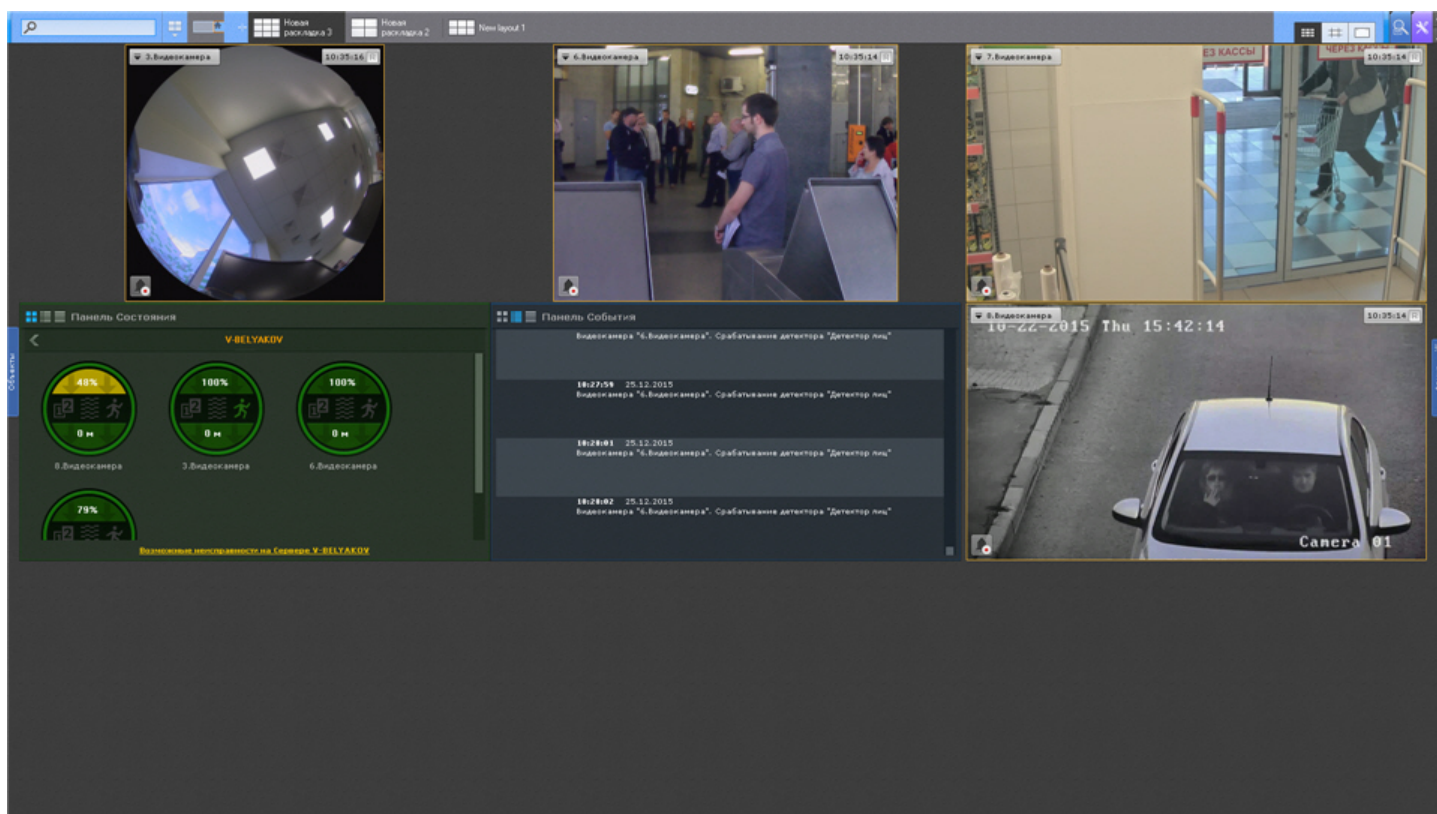 Новая
раскладка 3
Новая
раскладка 2
New layout 1
3.Видеокамера
10:35:16
6.Видеокамера
10:35:14
7.Видеокамера
10:35:14
ЕЗ КАССЫ
ЧЕРЕЗ К
Объекты
Панель Состояния
V-BELYAKOV
40%
0 м
8.Видеокамера
100%
0 м
3.Видеокамера
100%
0 м
6.Видеокамера
79%
Возможные неисправности на Сервере V-BELYAKOV
Панель События
Видеокамера "6.Видеокамера". Срабатывание детектора "Детектор лиц"
10:27:59 25.12.2015
Видеокамера "6.Видеокамера". Срабатывание детектора "Детектор лиц"
10:28:01 25.12.2015
Видеокамера "6.Видеокамера". Срабатывание детектора "Детектор лиц"
10:28:02 25.12.2015
Видеокамера "6.Видеокамера". Срабатывание детектора "Детектор лиц"
8.Видеокамера
10:35:14
10-22-2015 Thu 15:42:14
Camera 01